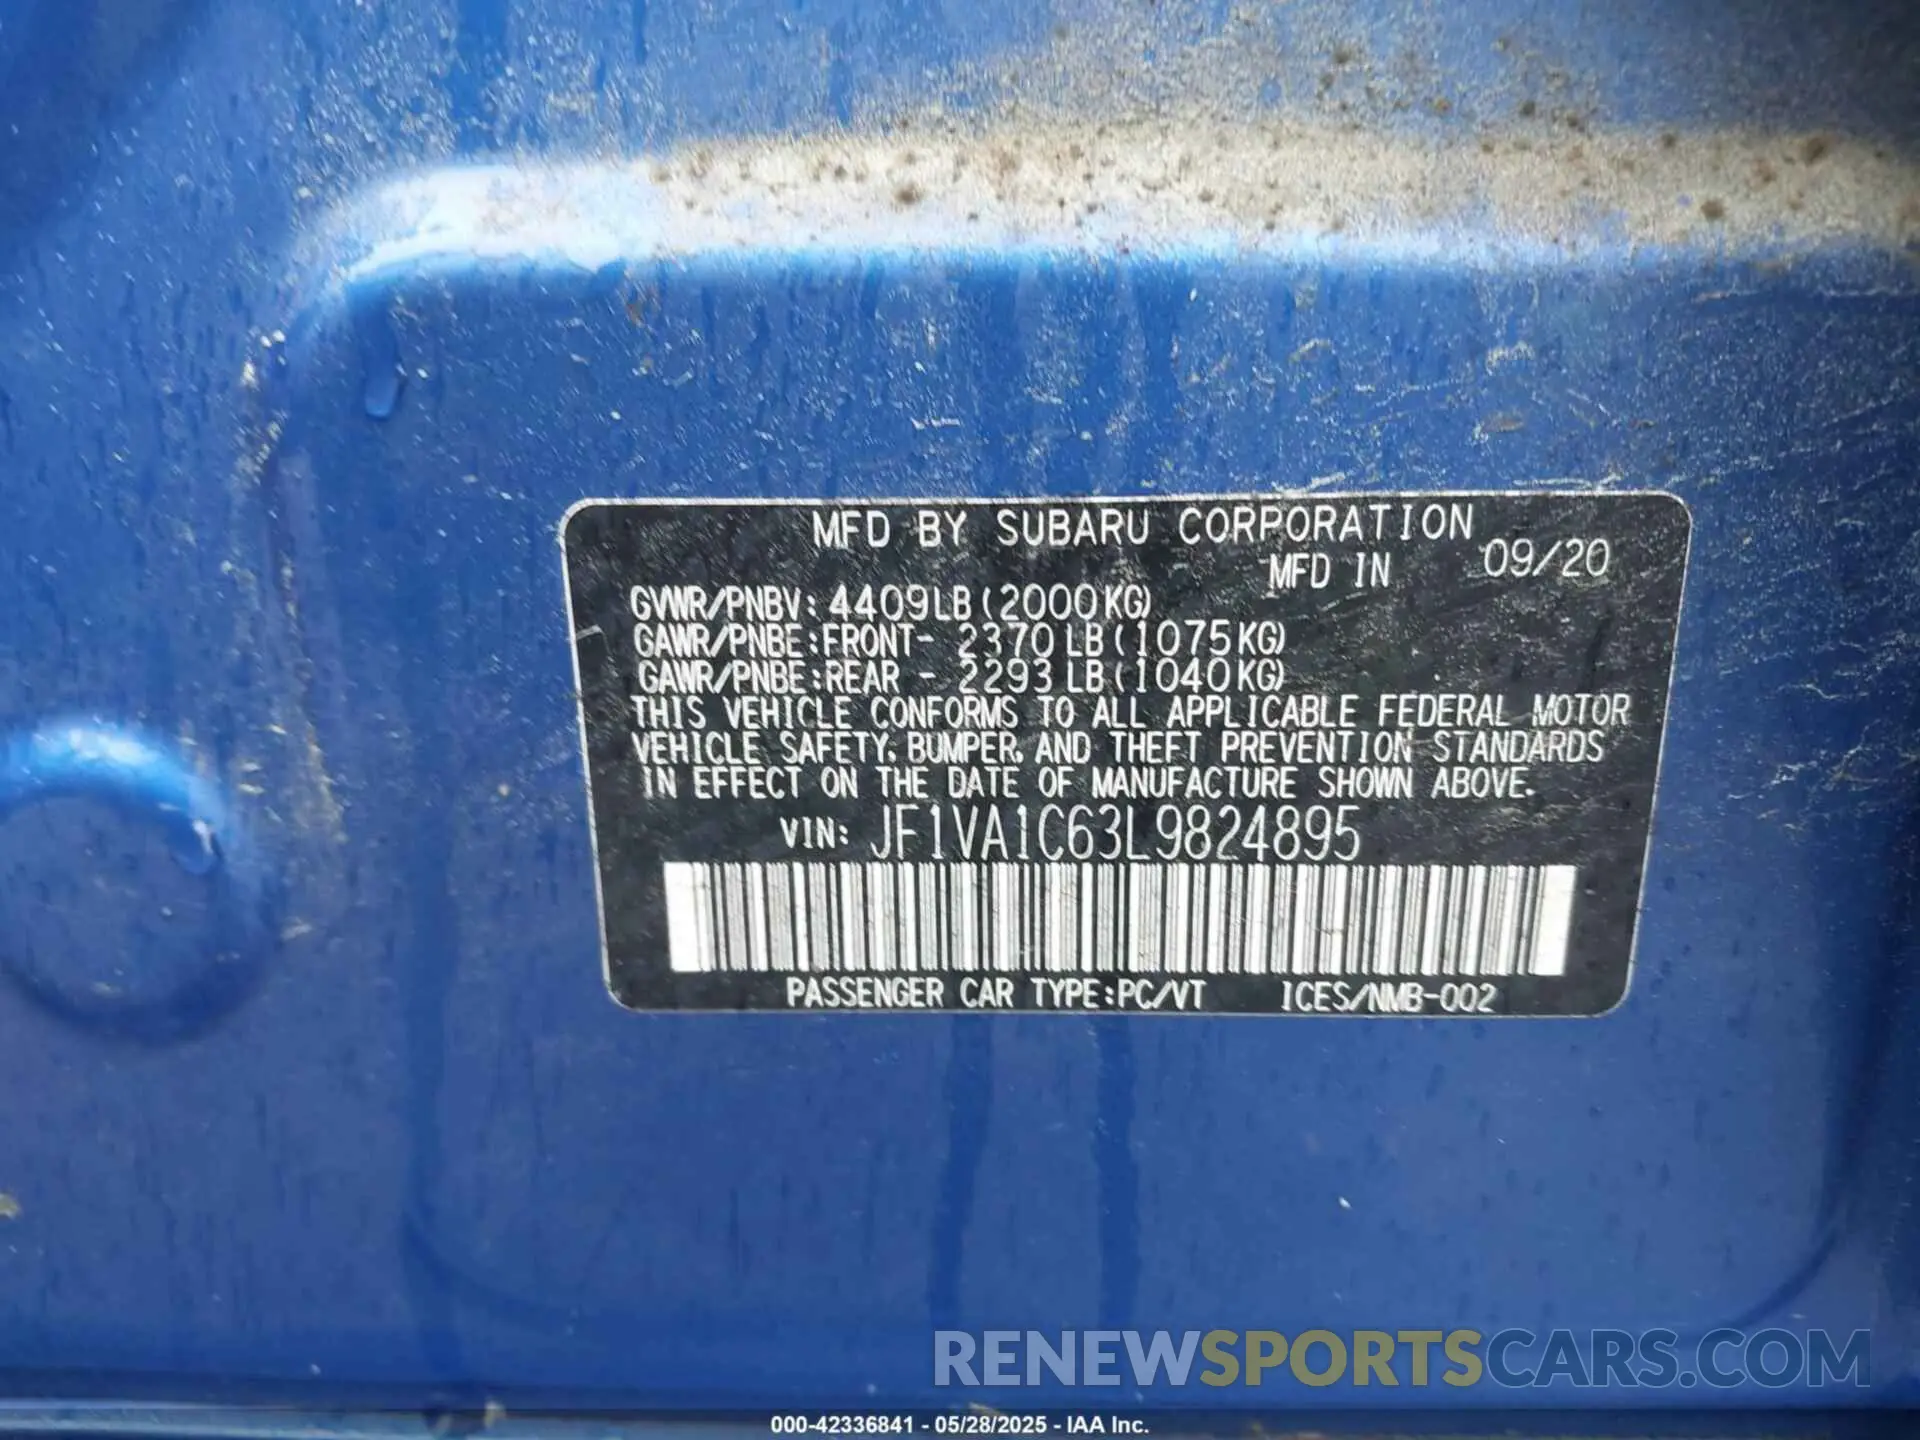 MFD BY SUBARU CORPORATION
MFD IN 09/20
GVWR/PNBV: 4409LB(2000KG)
GAWR/PNBE:FRONT- 2370LB(1075KG)
GAWR/PNBE:REAR - 2293LB(1040KG)
THIS VEHICLE CONFORMS TO ALL APPLICABLE FEDERAL MOTOR
VEHICLE SAFETY, BUMPER, AND THEFT PREVENTION STANDARDS
IN EFFECT ON THE DATE OF MANUFACTURE SHOWN ABOVE.
VIN: JF1VA1C63L9824895
PASSENGER CAR TYPE:PC/VT ICES/NMB-002
RENEWSPORTSCARS.COM
000-42336841 - 05/28/2025 - IAA Inc.